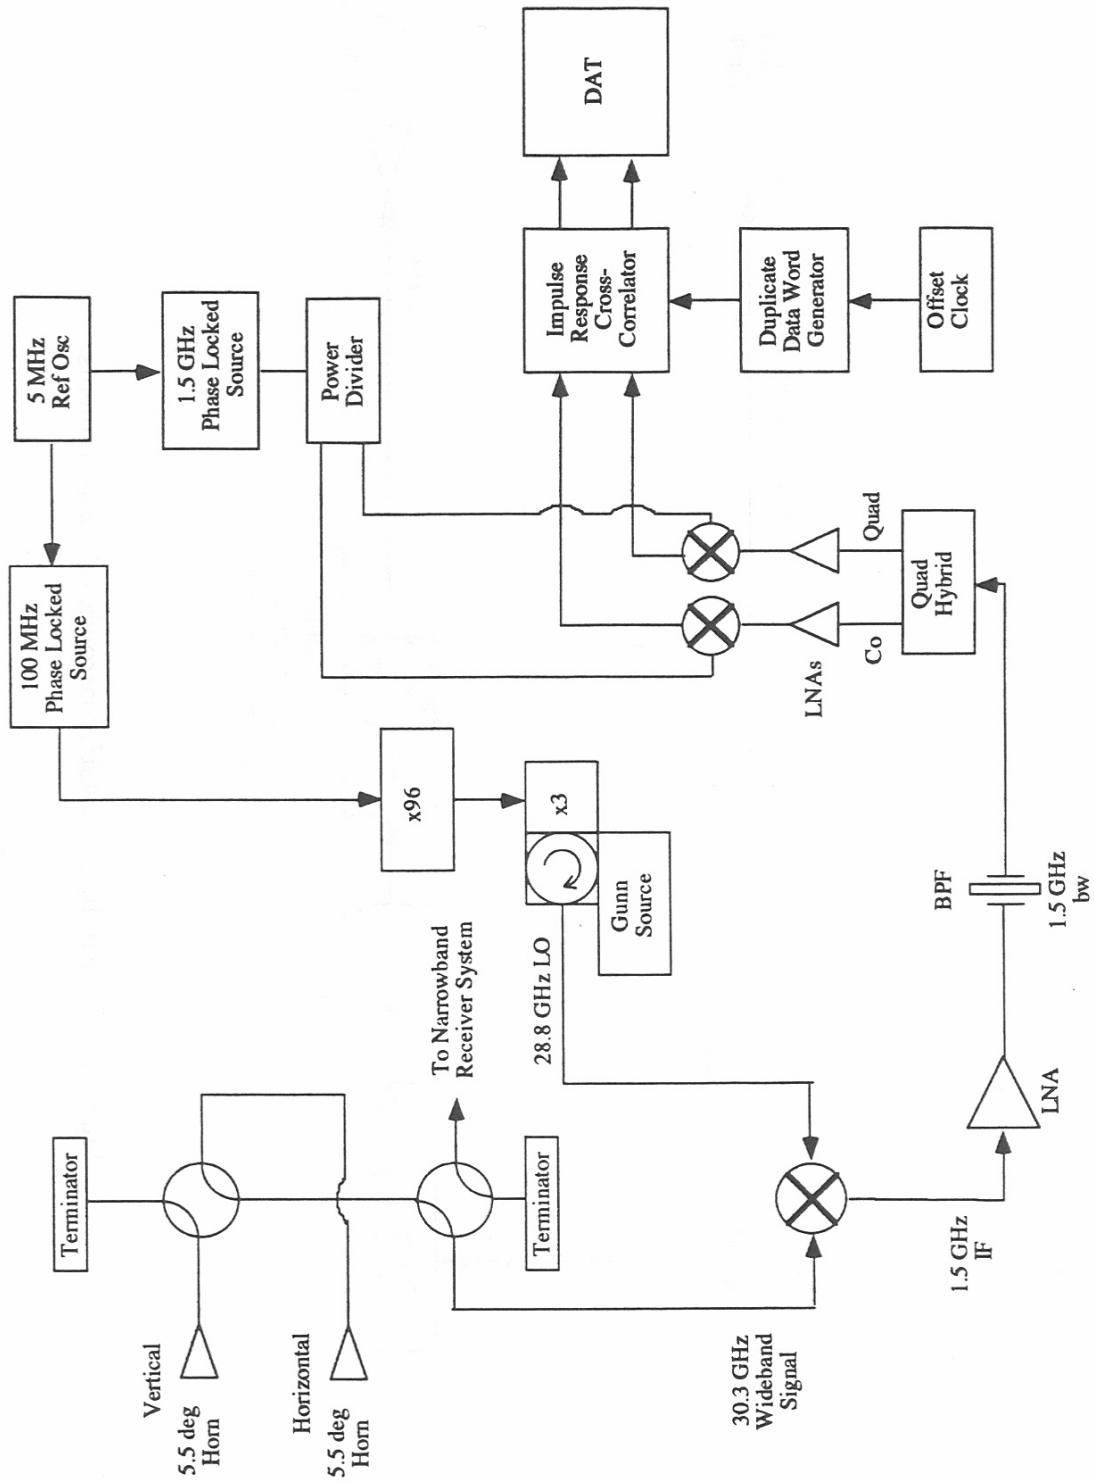 Vertical
5.5 deg
Horn
Horizontal
5.5 deg
Horn
Terminator
Terminator
To Narrowband
Receiver System
30.3 GHz
Wideband
Signal
28.8 GHz LO
1.5 GHz
IF
LNA
BPF
1.5 GHz
bw
100 MHz
Phase Locked
Source
x96
x3
Gunn
Source
5 MHz
Ref Osc
1.5 GHz
Phase Locked
Source
Power
Divider
LNAs
Co
Quad
Quad
Hybrid
Impulse
Response
Cross-
Correlator
Duplicate
Data Word
Generator
Offset
Clock
DAT